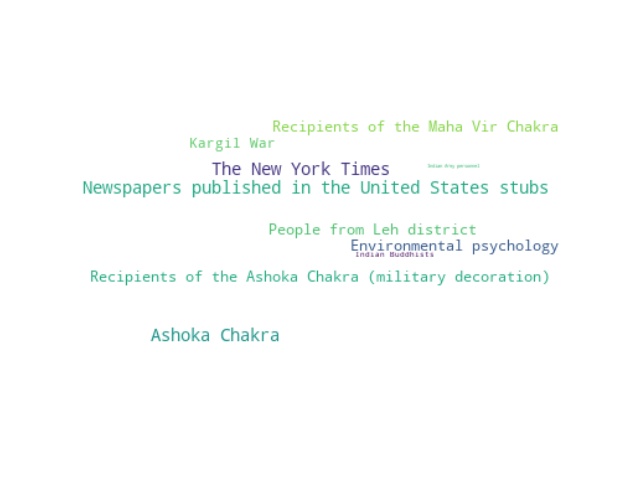 Recipients of the Maha Vir Chakra
Kargil War
The New York Times
Indian Army personnel
Newspapers published in the United States stubs
People from Leh district
Environmental psychology
Indian Buddhists
Recipients of the Ashoka Chakra (military decoration)
Ashoka Chakra